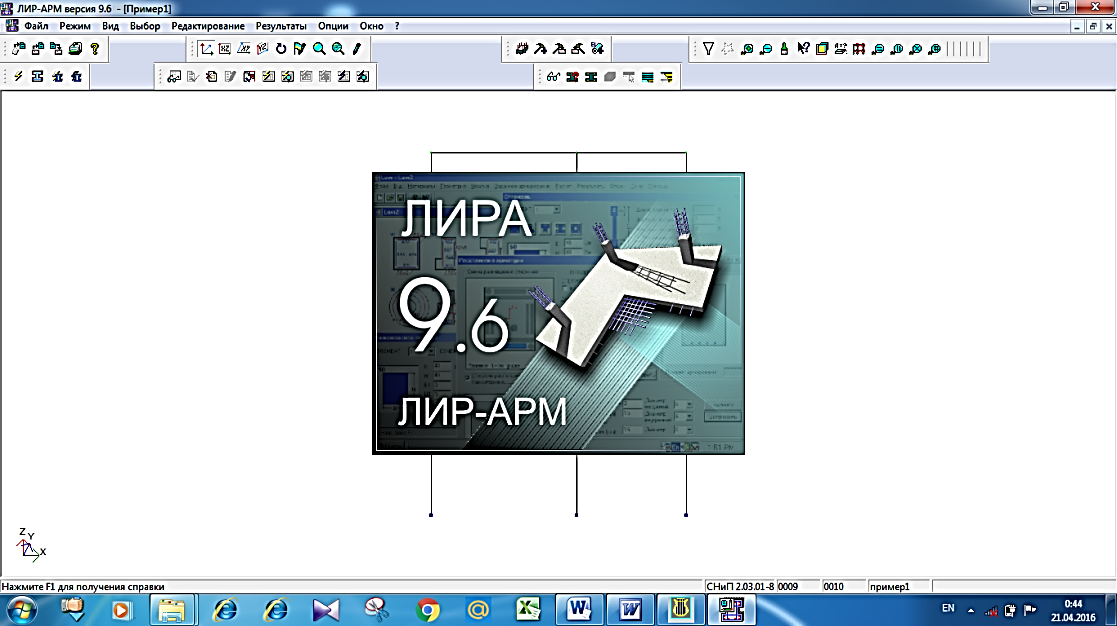 ЛИР-АРМ версия 9.6 - [Пример1]
Файл Режим Вид Выбор Редактирование Результаты Опции Окно ?
ЛИРА
9.6
ЛИР-АРМ
Z
Y
X
Нажмите F1 для получения справки
СНиП 2.03.01-8 0009 0010 пример1
EN
0:44
21.04.2016